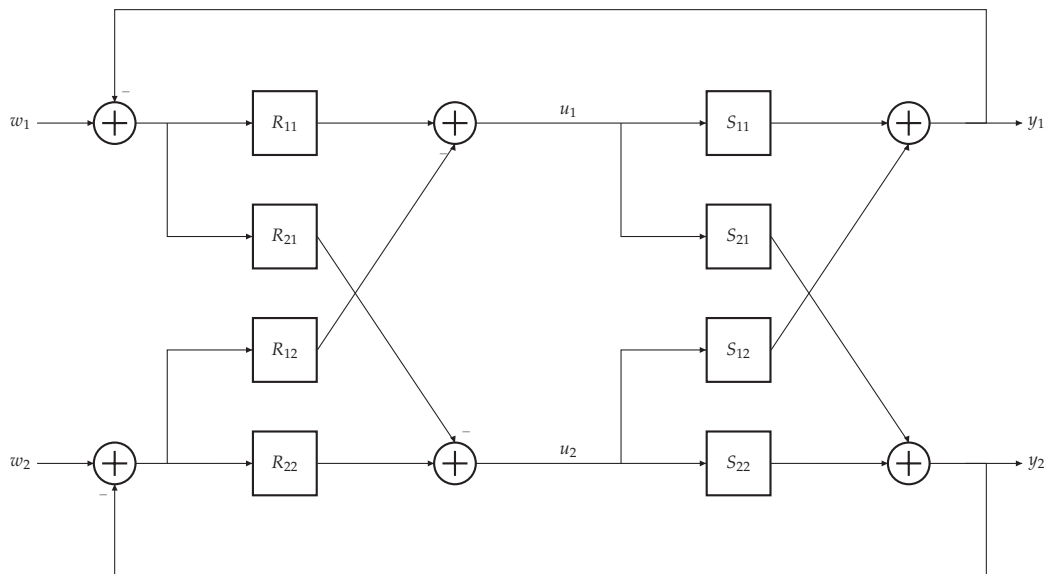 −
w₁ R₁₁ u₁ S₁₁ y₁
−
R₂₁ S₂₁
R₁₂ S₁₂
−
w₂ R₂₂ u₂ S₂₂ y₂
−